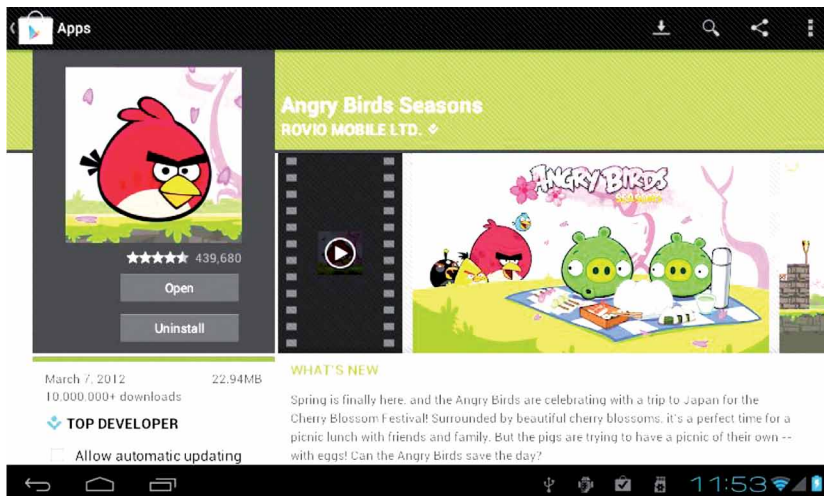 Apps
Angry Birds Seasons
ROVIO MOBILE LTD.
ANGRY BIRDS
seasons
439,680
Open
Uninstall
March 7, 2012
22.94MB
10,000,000+ downloads
TOP DEVELOPER
Allow automatic updating
WHAT'S NEW
Spring is finally here, and the Angry Birds are celebrating with a trip to Japan for the
Cherry Blossom Festival! Surrounded by beautiful cherry blossoms, it's a perfect time for a
picnic lunch with friends and family. But the pigs are trying to have a picnic of their own --
with eggs! Can the Angry Birds save the day?
11:53